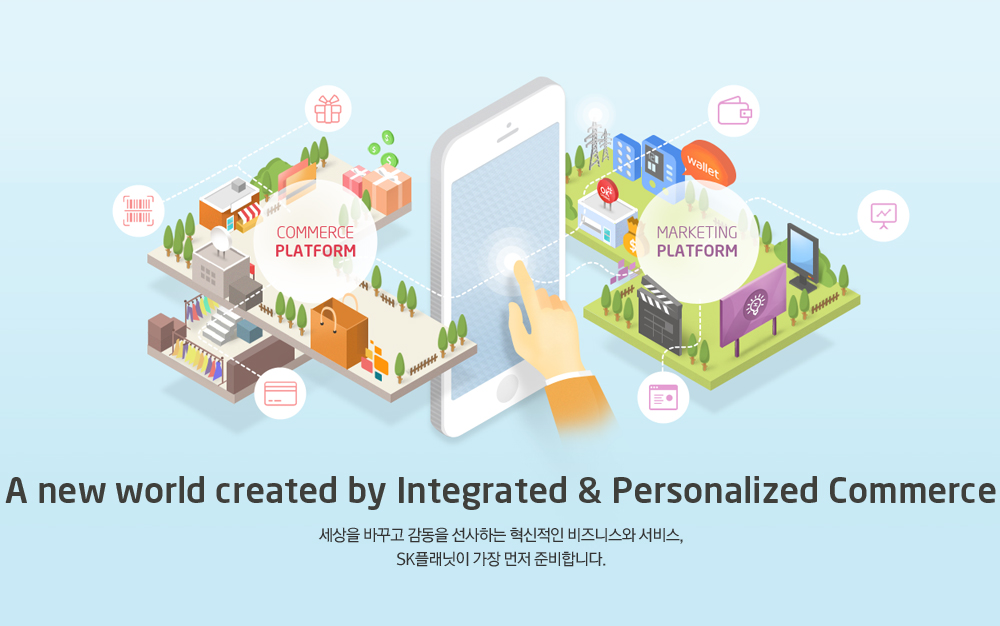 wallet
OK!
COMMERCE
PLATFORM
MARKETING
PLATFORM
A new world created by Integrated & Personalized Commerce
세상을 바꾸고 감동을 선사하는 혁신적인 비즈니스와 서비스,
SK플래닛이 가장 먼저 준비합니다.